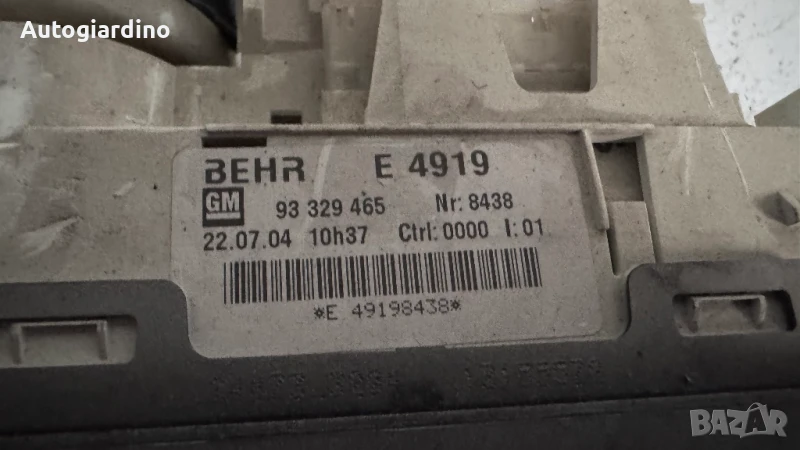 Autogiardino
BEHR E 4919
GM 93 329 465 Nr: 8438
22.07.04 10h37 Ctrl: 0000 I: 01
*E 49198438*
BAZAR